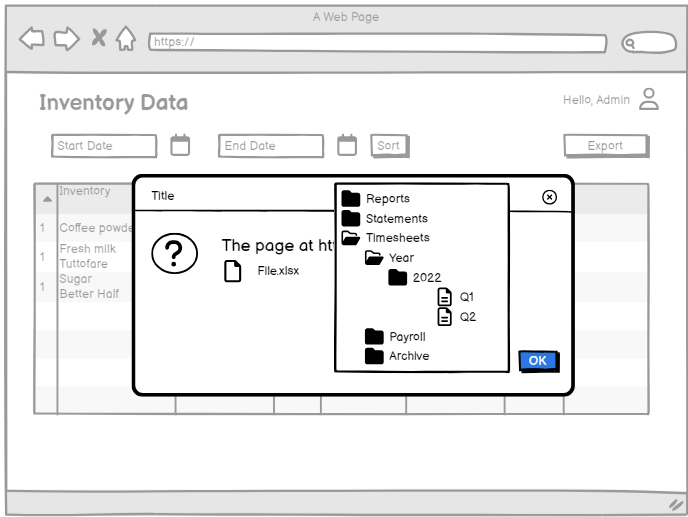 A Web Page
https://
Inventory Data
Hello, Admin
Start Date
End Date
Sort
Export
Inventory
1 Coffee powde
1 Fresh milk
Tuttofare
1 Sugar
Better Half
Title
The page at ht
File.xlsx
Reports
Statements
Timesheets
Year
2022
Q1
Q2
Payroll
Archive
OK